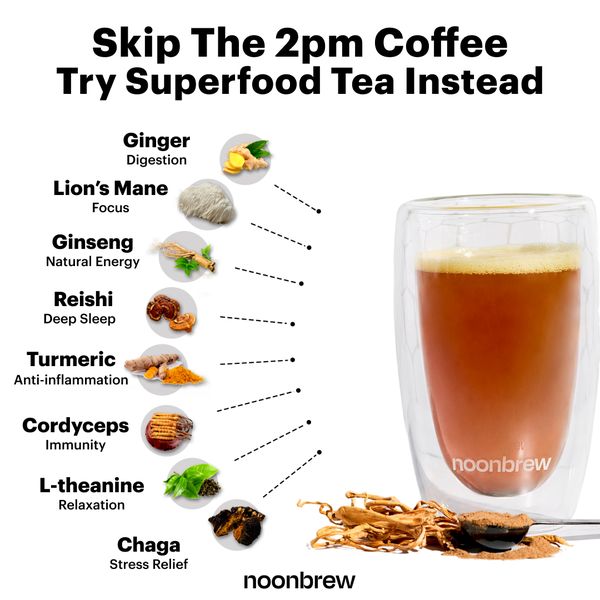 Skip The 2pm Coffee
Try Superfood Tea Instead
Ginger
Digestion
Lion's Mane
Focus
Ginseng
Natural Energy
Reishi
Deep Sleep
Turmeric
Anti-inflammation
Cordyceps
Immunity
L-theanine
Relaxation
Chaga
Stress Relief
noonbrew
noonbrew